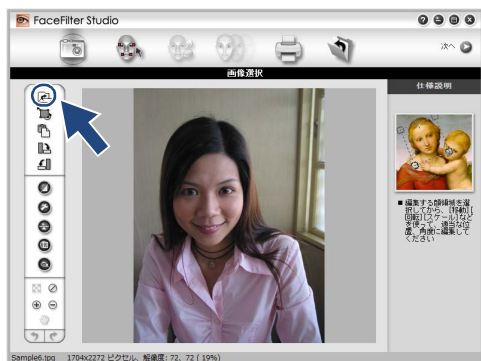 FaceFilter Studio
次へ
画像選択
仕様説明
■ 編集する顔領域を選
択してから、[移動] [
回転] [スケール]など
を使って、適当な位
置、角度に編集して
ください
Sample6.jpg 1704x2272 ピクセル、解像度: 72, 72 ( 19%)